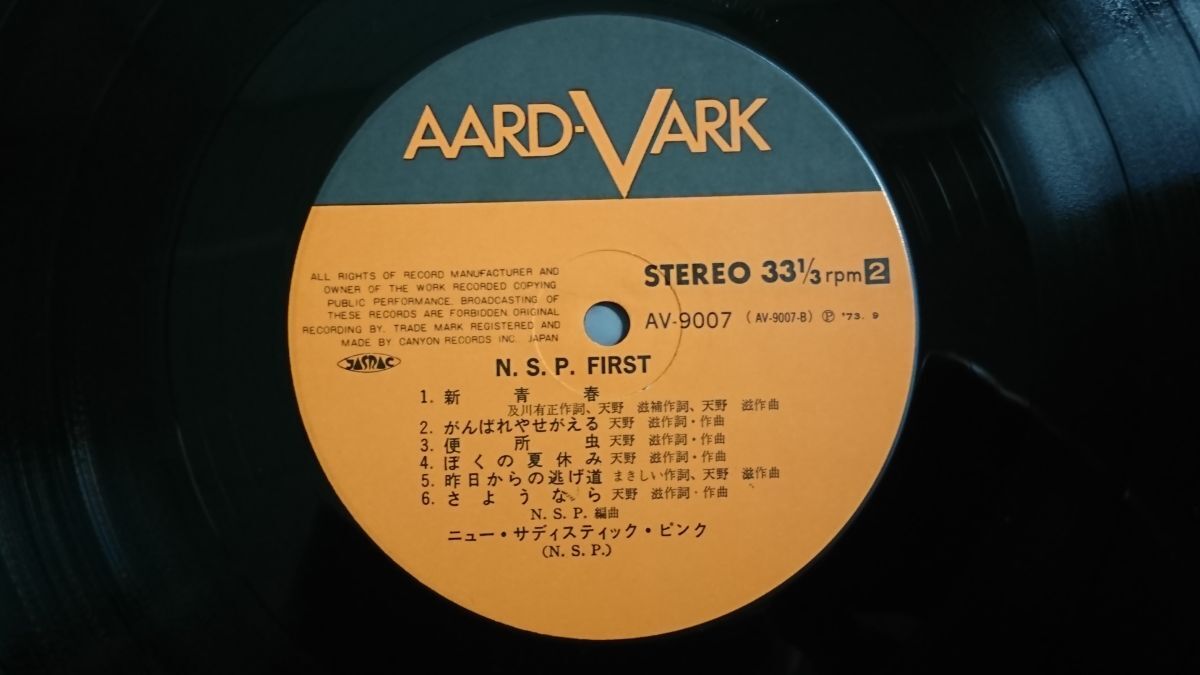 AARD-VARK
ALL RIGHTS OF RECORD MANUFACTURER AND
OWNER OF THE WORK RECORDED COPYING
PUBLIC PERFORMANCE. BROADCASTING OF
THESE RECORDS ARE FORBIDDEN ORIGINAL
RECORDING BY. TRADE MARK REGISTERED AND
MADE BY CANYON RECORDS INC. JAPAN
JASRAC
STEREO 33 1/3 rpm 2
AV-9007 (AV-9007-B) Ⓟ '73. 9
N. S. P. FIRST
1. 新青春
及川有正作詞、天野 滋補作詞、天野 滋作曲
2. がんばれやせがえる 天野 滋作詞・作曲
3. 便所虫 天野 滋作詞・作曲
4. ぼくの夏休み 天野 滋作詞・作曲
5. 昨日からの逃げ道 まさしい作詞、天野 滋作曲
6. さようなら 天野 滋作詞・作曲
N. S. P. 編曲
ニュー・サディスティック・ピンク
(N. S. P.)